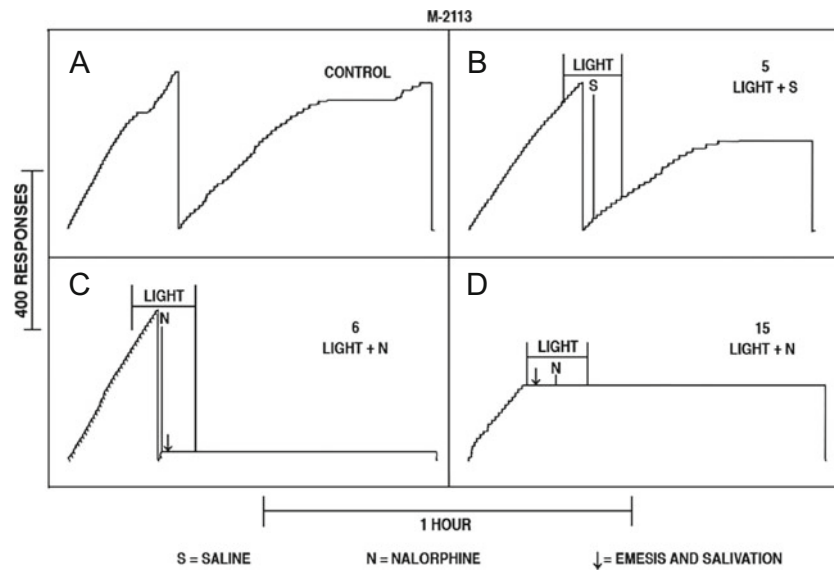 M-2113
A
CONTROL
B
LIGHT
S
5
LIGHT + S
400 RESPONSES
C
LIGHT
N
6
LIGHT + N
D
LIGHT
N
15
LIGHT + N
1 HOUR
S = SALINE N = NALORPHINE ↓= EMESIS AND SALIVATION